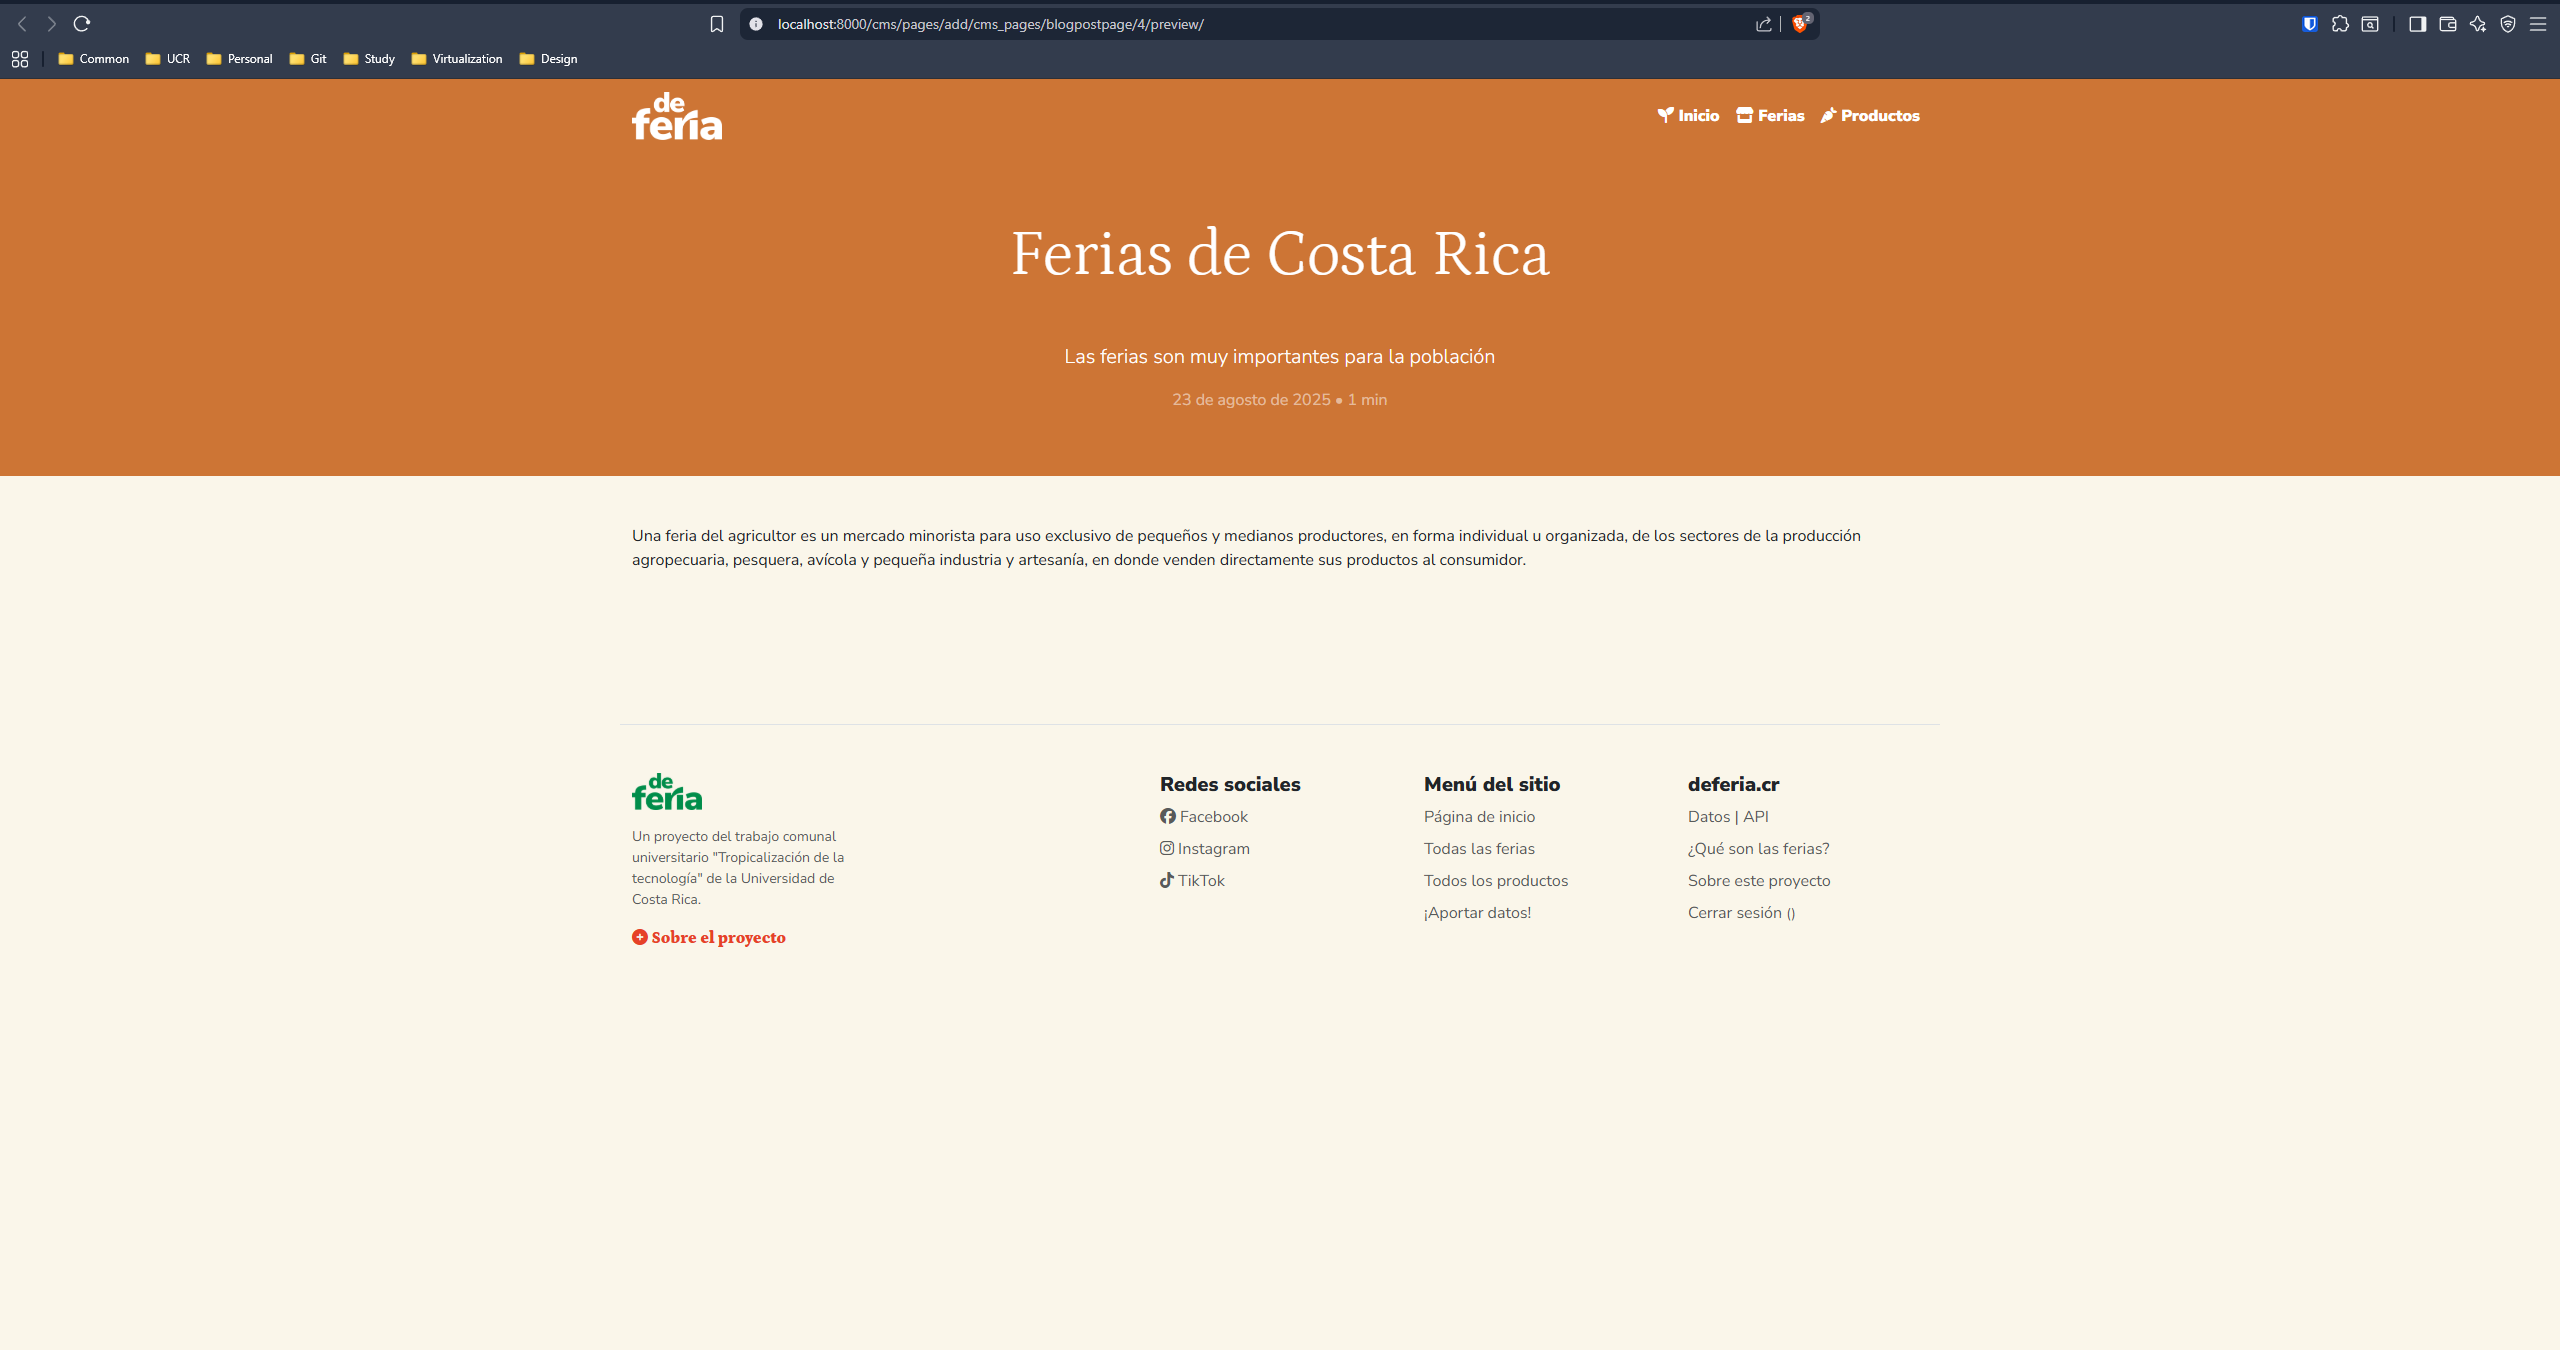 localhost:8000/cms/pages/add/cms_pages/blogpostpage/4/preview/
2
Common UCR Personal Git Study Virtualization Design
de
feria
Inicio Ferias Productos
Ferias de Costa Rica
Las ferias son muy importantes para la población
23 de agosto de 2025 • 1 min
Una feria del agricultor es un mercado minorista para uso exclusivo de pequeños y medianos productores, en forma individual u organizada, de los sectores de la producción
agropecuaria, pesquera, avícola y pequeña industria y artesanía, en donde venden directamente sus productos al consumidor.
de
feria
Un proyecto del trabajo comunal
universitario "Tropicalización de la
tecnología" de la Universidad de
Costa Rica.
Sobre el proyecto
Redes sociales
Facebook
Instagram
TikTok
Menú del sitio
Página de inicio
Todas las ferias
Todos los productos
¡Aportar datos!
deferia.cr
Datos | API
¿Qué son las ferias?
Sobre este proyecto
Cerrar sesión ()